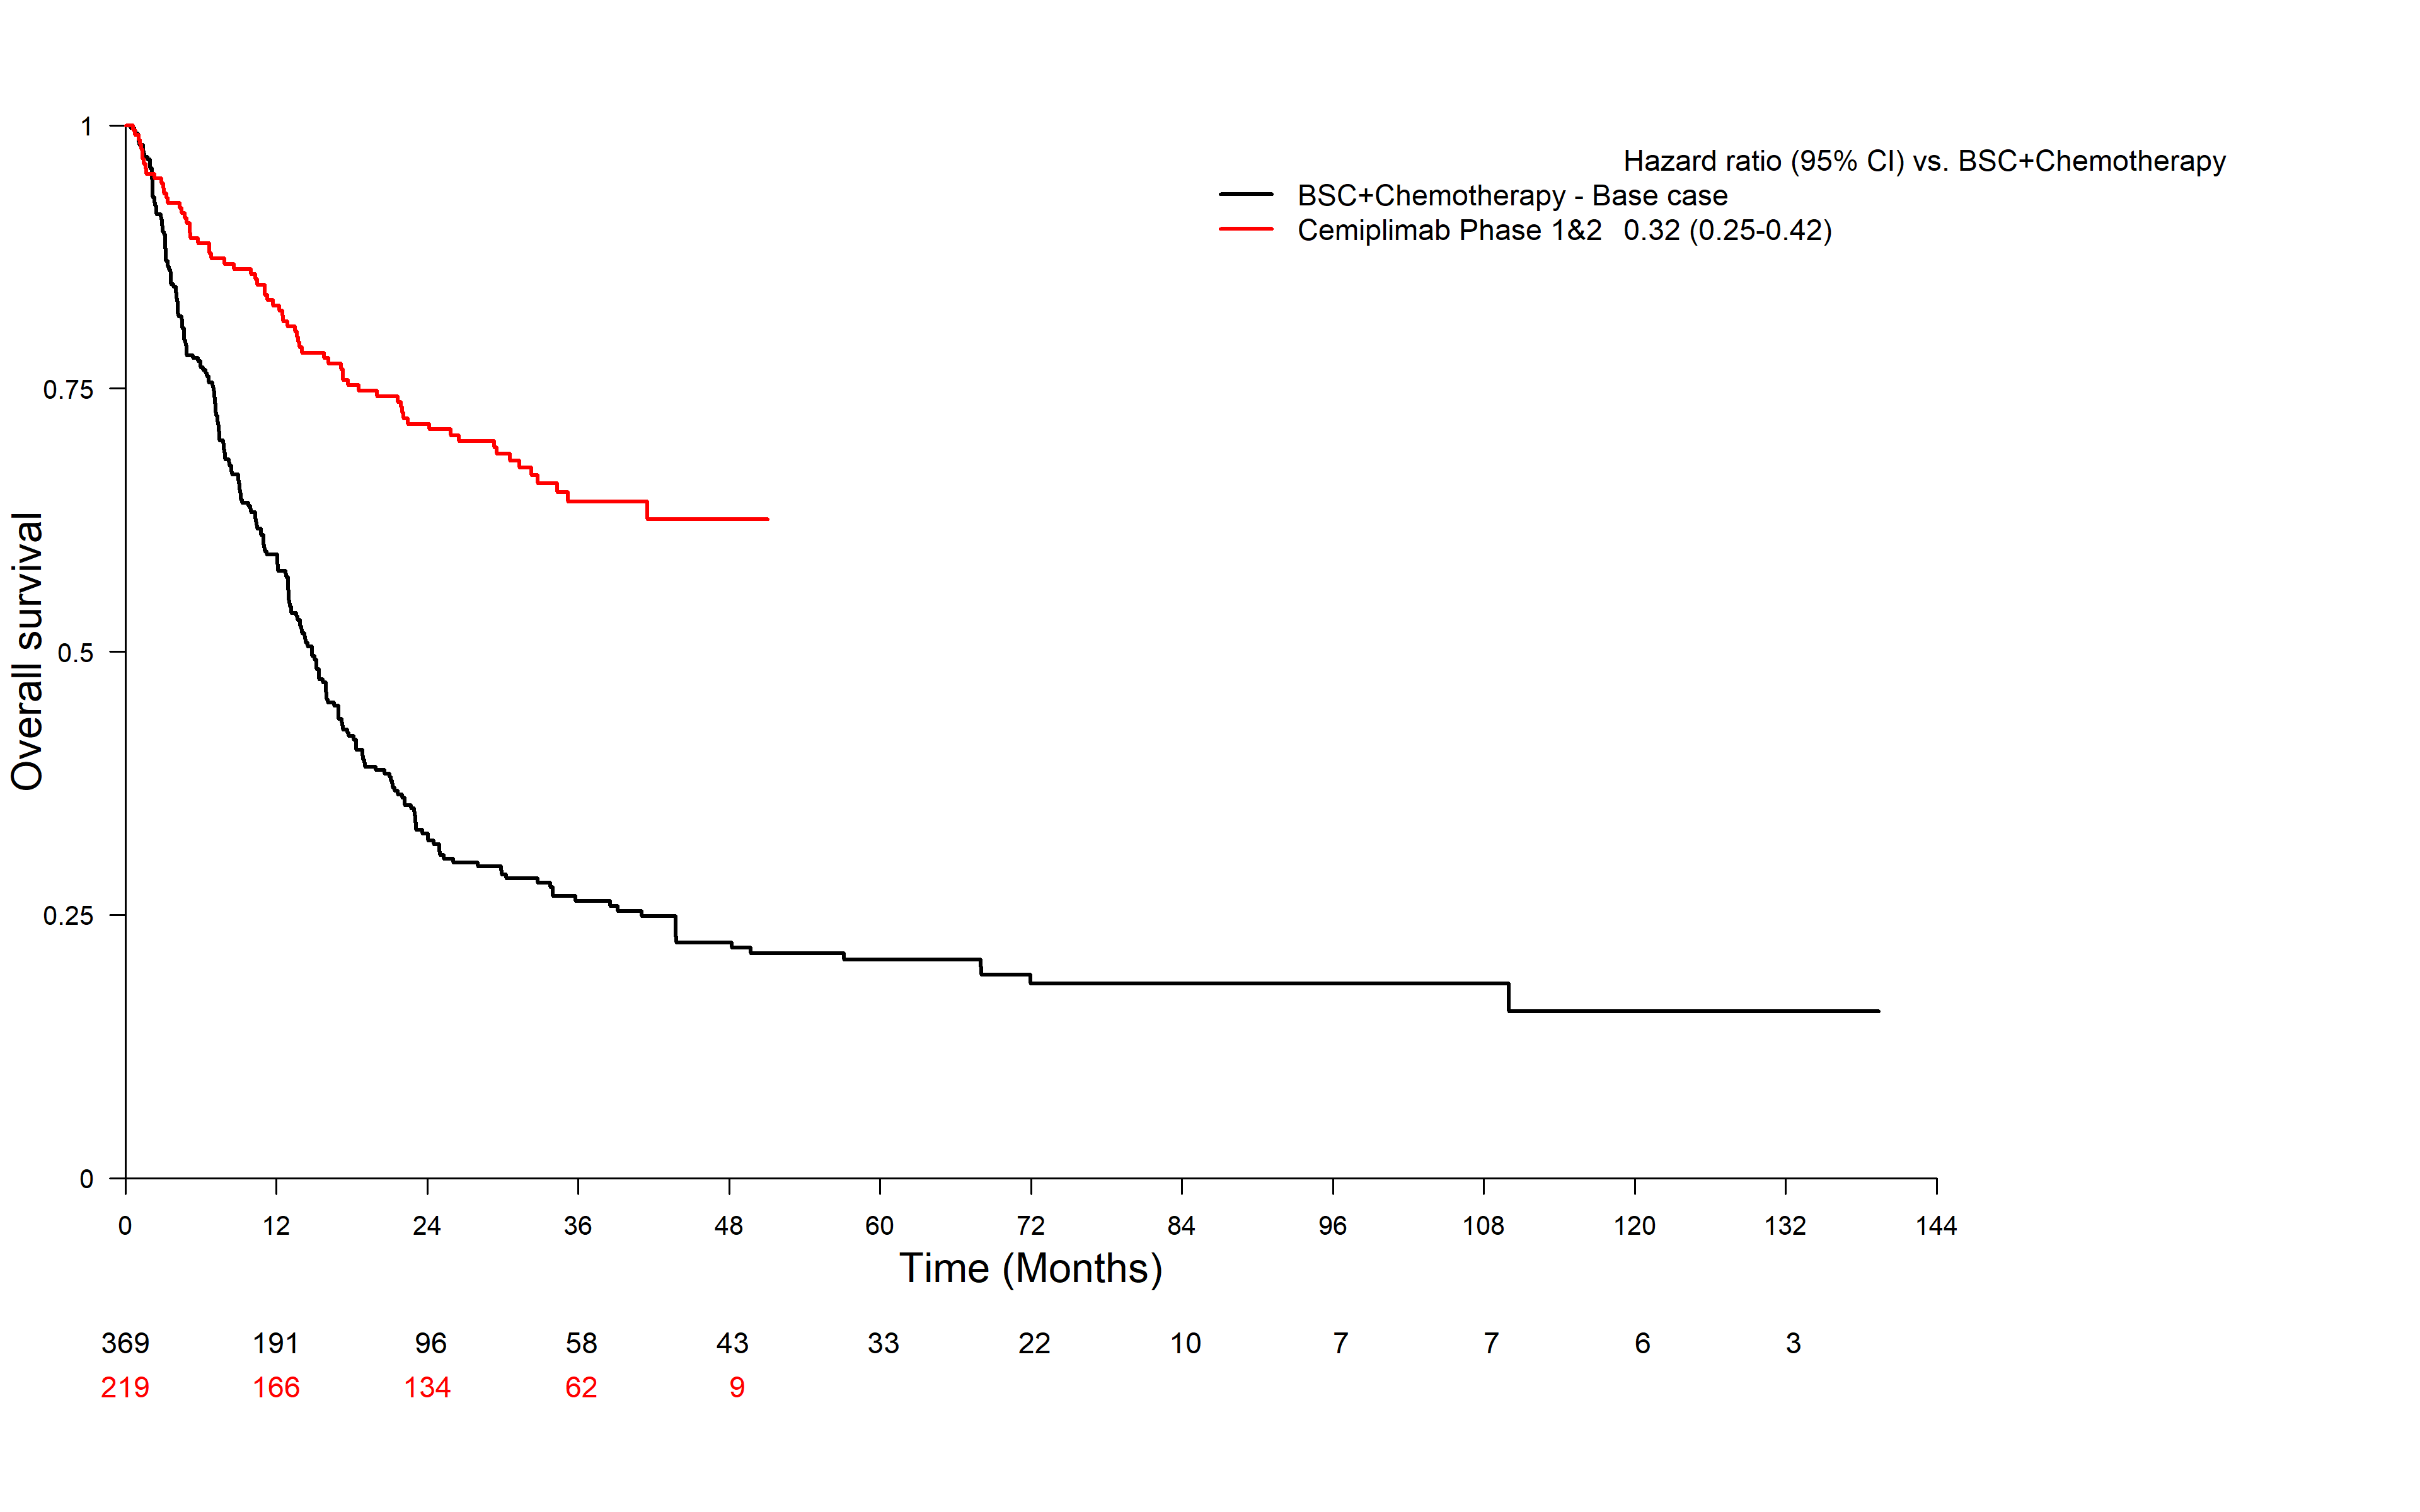 Hazard ratio (95% CI) vs. BSC+Chemotherapy
BSC+Chemotherapy - Base case
Cemiplimab Phase 1&2 0.32 (0.25-0.42)
1
0.75
0.5
0.25
0
Overall survival
0 12 24 36 48 60 72 84 96 108 120 132 144
Time (Months)
369 191 96 58 43 33 22 10 7 7 6 3
219 166 134 62 9